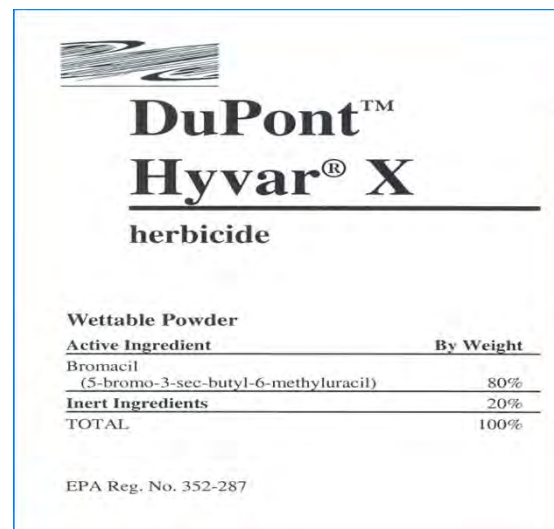 DuPont™
Hyvar® X
herbicide
Wettable Powder
Active Ingredient By Weight
Bromacil
(5-bromo-3-sec-butyl-6-methyluracil) 80%
Inert Ingredients 20%
TOTAL 100%
EPA Reg. No. 352-287